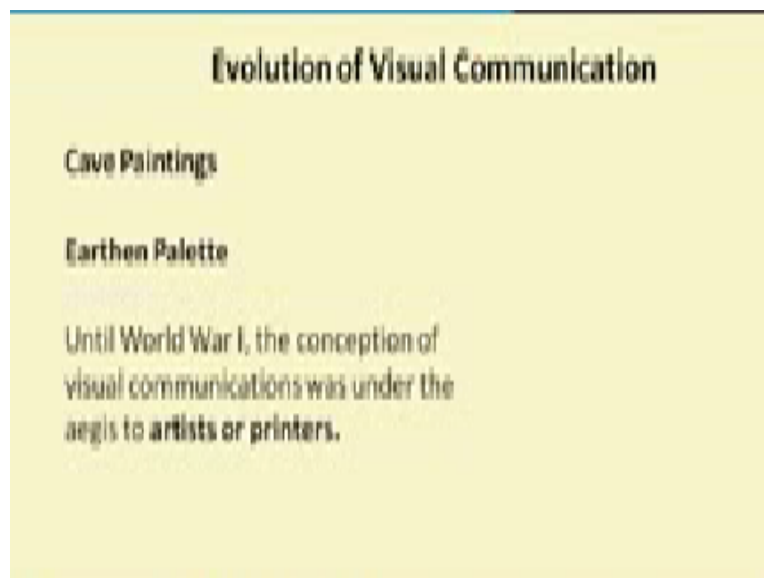 Evolution of Visual Communication
Cave Paintings
Earthen Palette
Until World War I, the conception of
visual communications was under the
aegis to artists or printers.